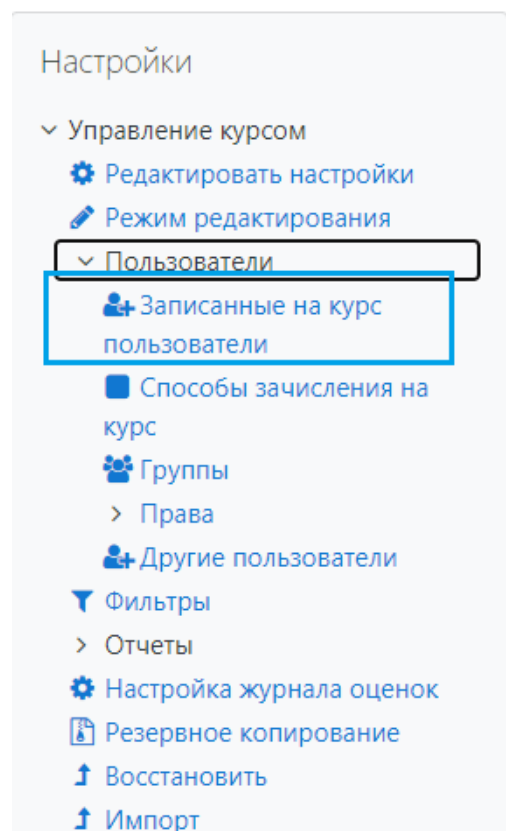 Настройки
Управление курсом
Редактировать настройки
Режим редактирования
Пользователи
Записанные на курс
пользователи
Способы зачисления на
курс
Группы
Права
Другие пользователи
Фильтры
Отчеты
Настройка журнала оценок
Резервное копирование
Восстановить
Импорт